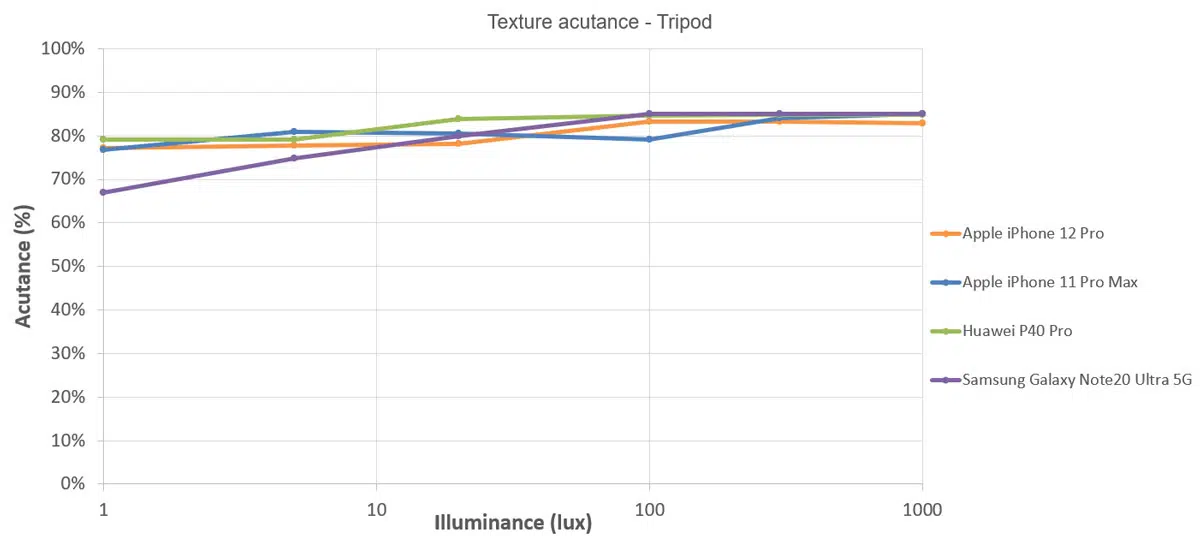 Texture acutance - Tripod
100%
90%
80%
70%
60%
50%
40%
30%
20%
10%
0%
Acutance (%)
1 10 100 1000
Illuminance (lux)
Apple iPhone 12 Pro
Apple iPhone 11 Pro Max
Huawei P40 Pro
Samsung Galaxy Note20 Ultra 5G